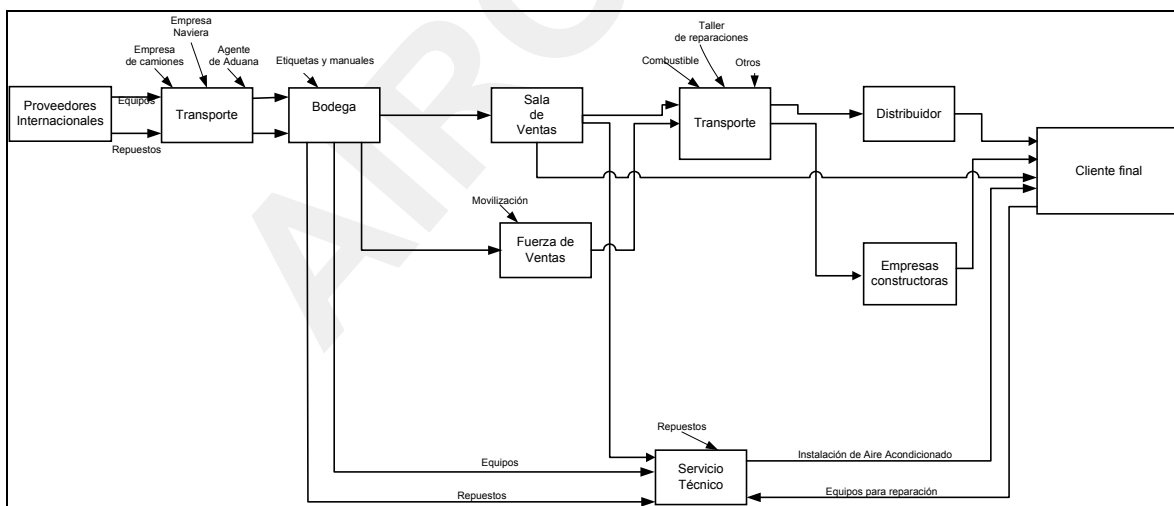 Empresa
Naviera
Empresa
de camiones
Agente
de Aduana
Etiquetas y manuales
Taller
de reparaciones
Combustible
Otros
Proveedores
Internacionales
Equipos
Repuestos
Transporte
Bodega
Sala
de
Ventas
Transporte
Distribuidor
Cliente final
Movilización
Fuerza de
Ventas
Empresas
constructoras
Repuestos
Servicio
Técnico
Equipos
Repuestos
Instalación de Aire Acondicionado
Equipos para reparación
AIRC